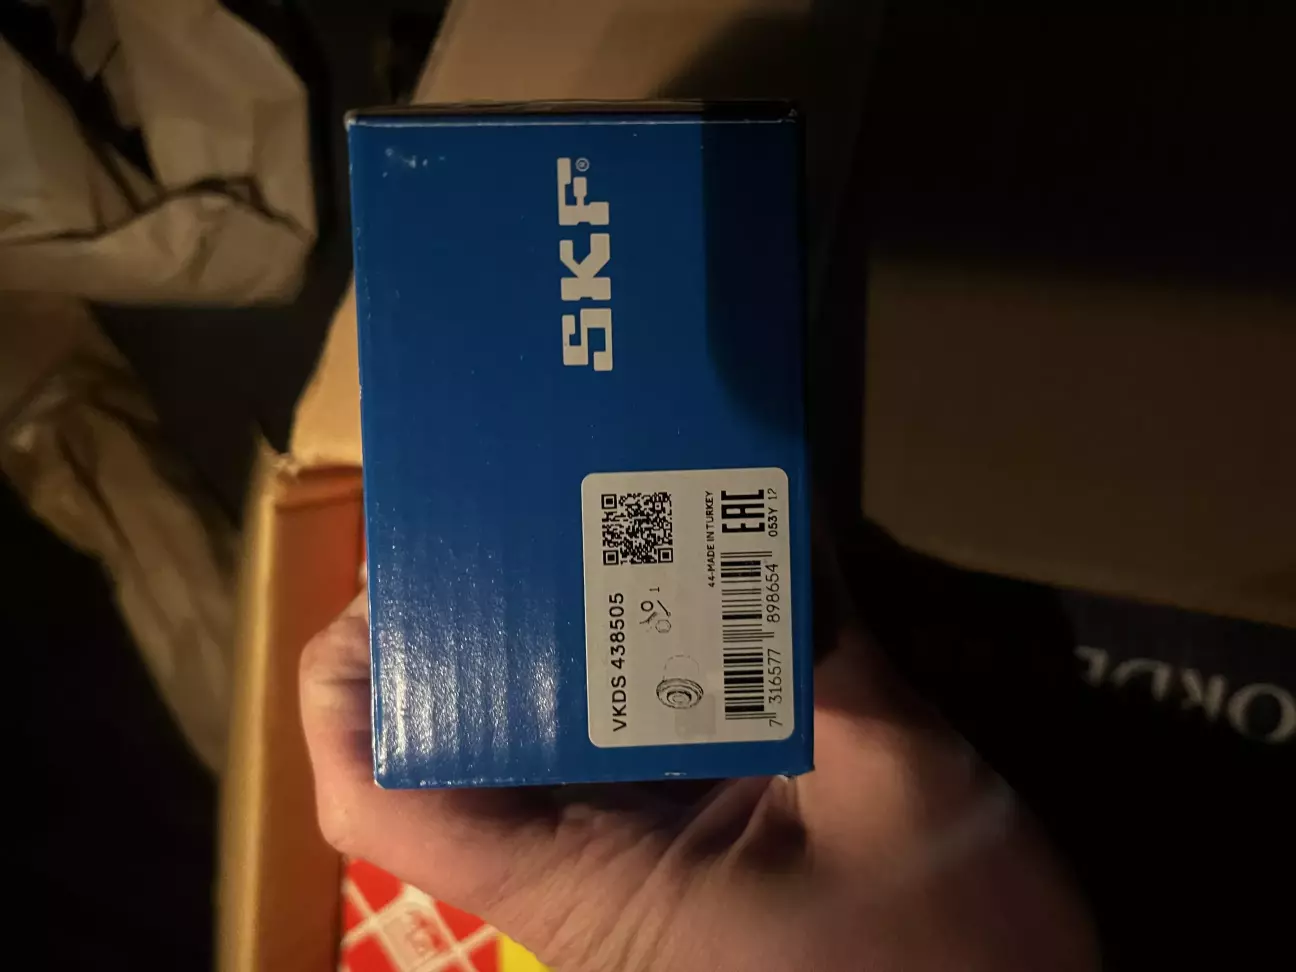 SKF®
VKDS 438505
1
44-MADE IN TURKEY
EAC
7 316577 898654
053Y 12